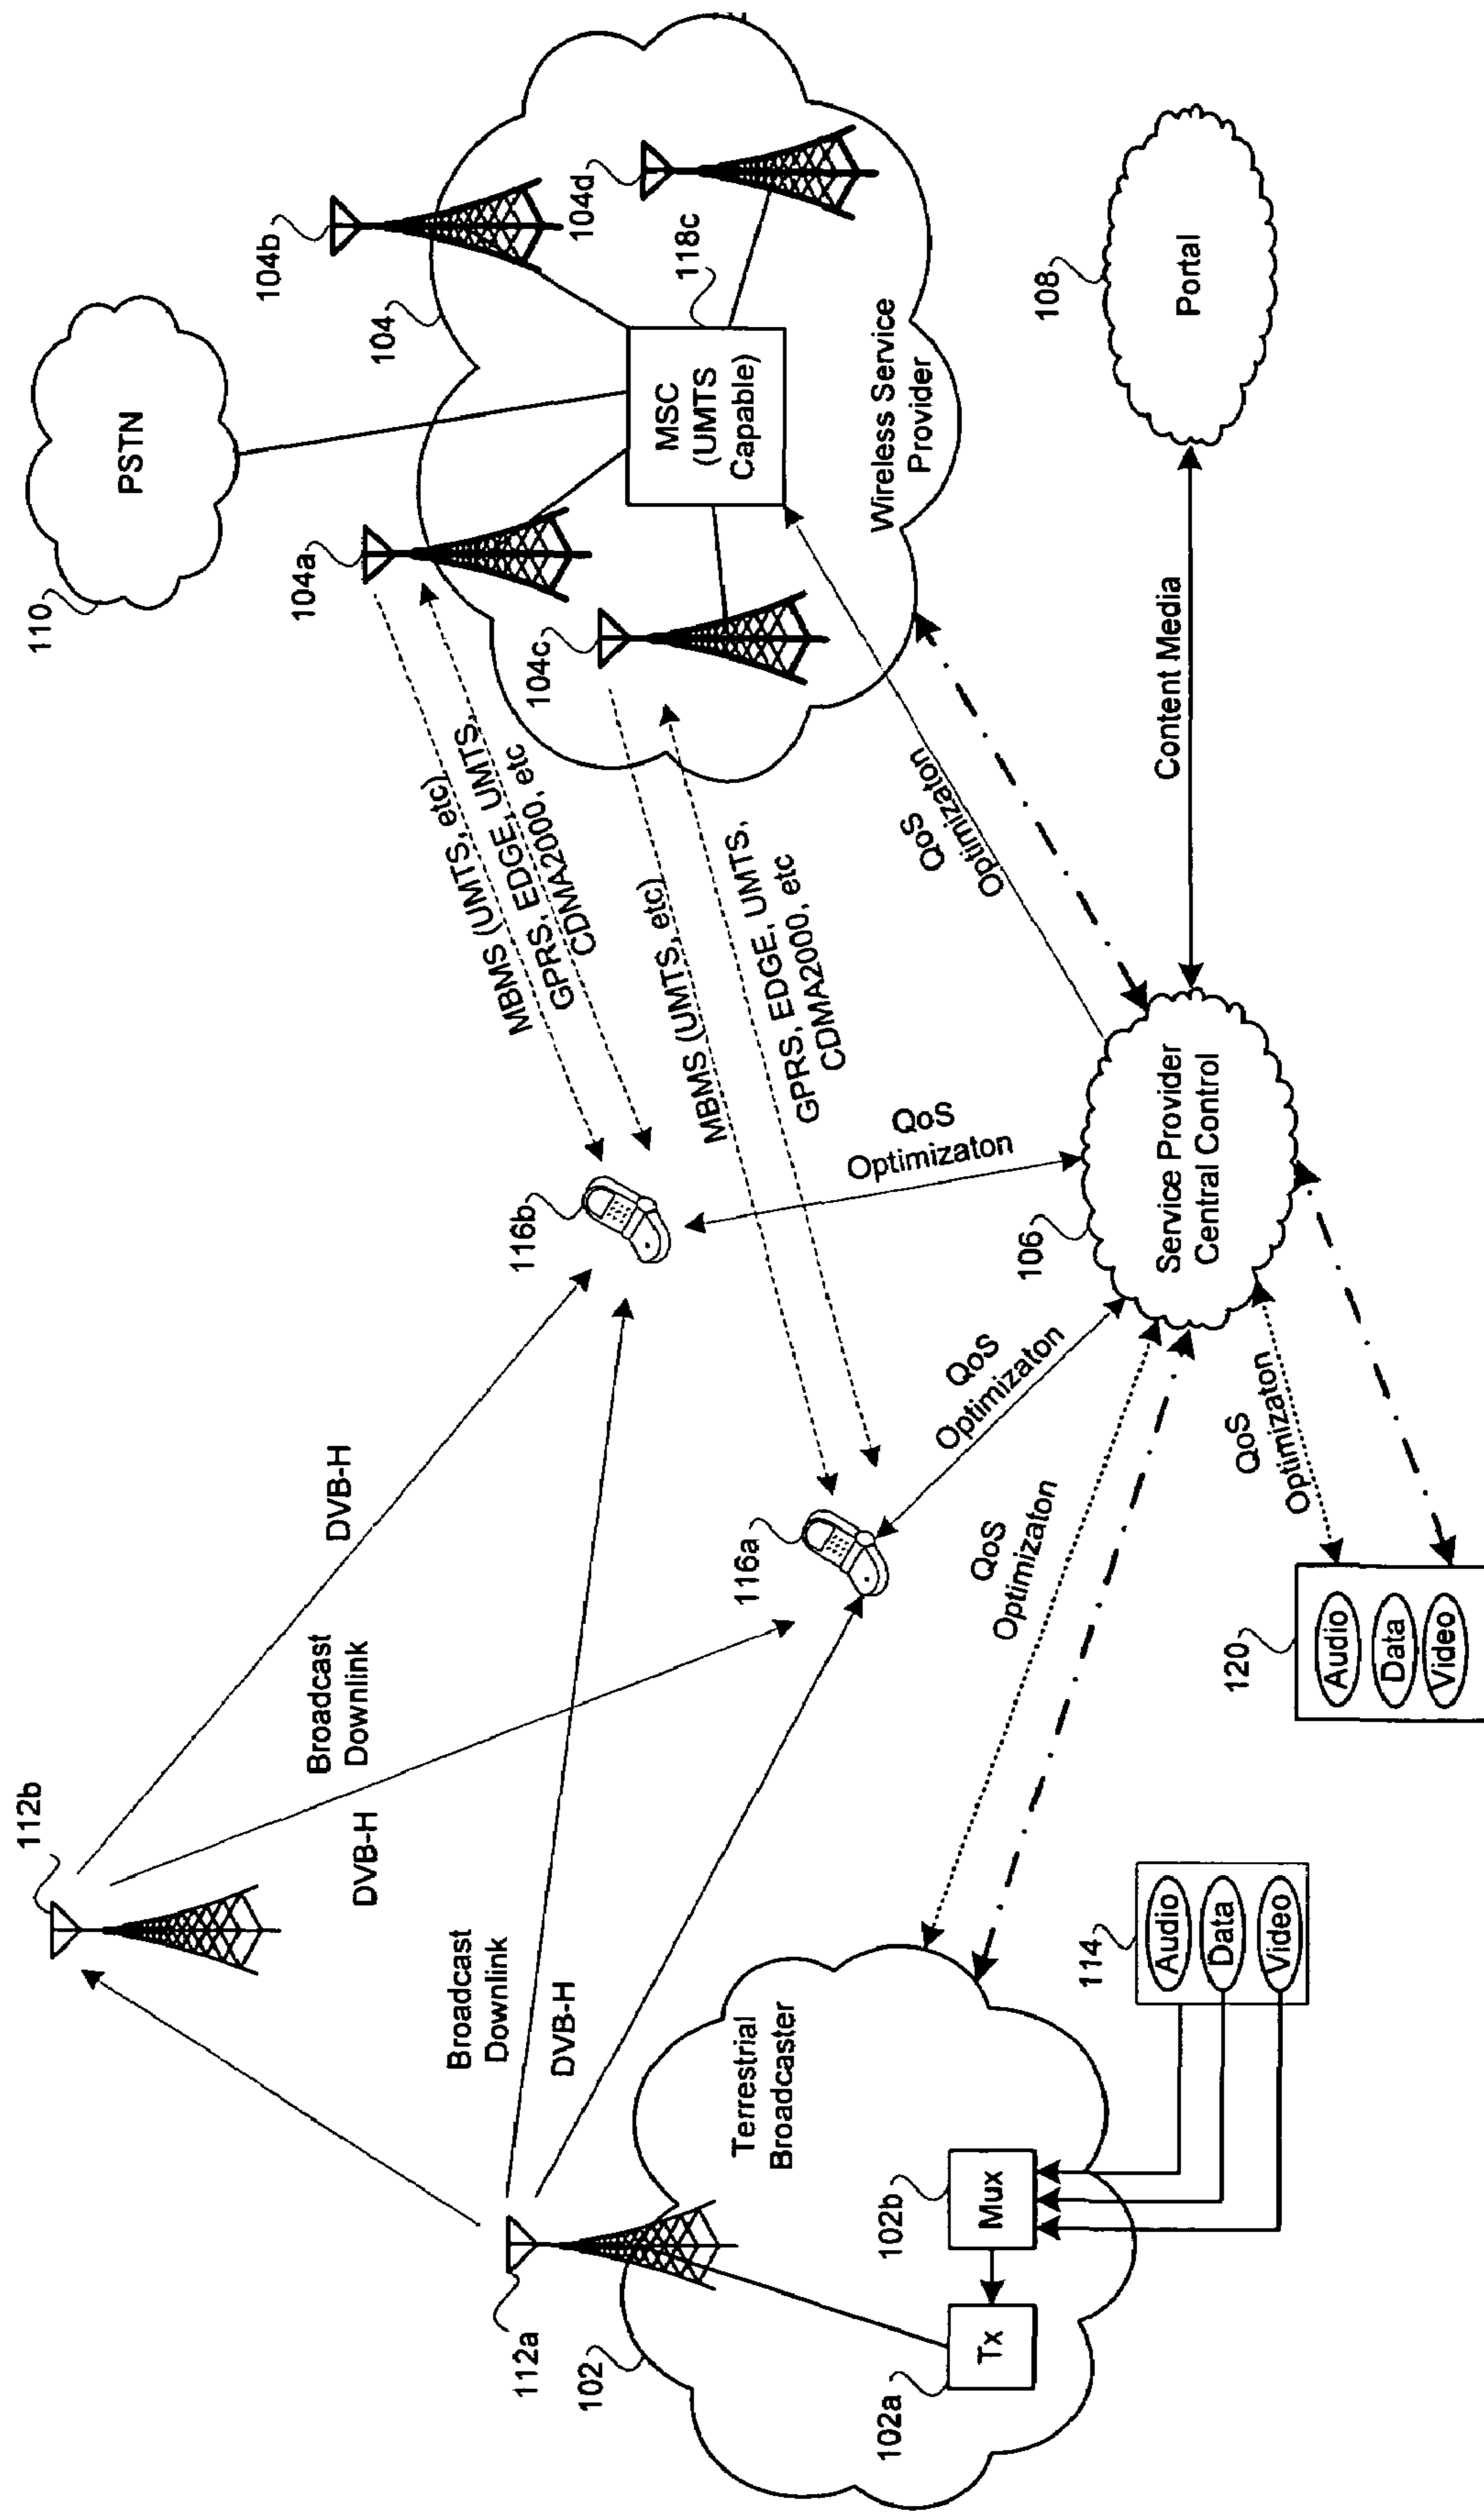 112b
DVB-H
Broadcast
Downlink
DVB-H
Broadcast
Downlink
DVB-H
112a
102
Terrestrial
Broadcaster
102a
Tx
102b
Mux
114
Audio
Data
Video
120
Audio
Data
Video
116a
116b
QoS
Optimizaton
QoS
Optimizaton
QoS
Optimizaton
QoS
Optimizaton
QoS
Optimizaton
106
Service Provider
Central Control
Content Media
108
Portal
MBMS (UMTS, etc)
GPRS, EDGE, UMTS,
CDMA2000, etc
MBMS (UMTS, etc)
GPRS, EDGE, UMTS,
CDMA2000, etc
110
PSTN
104
104a
104b
104c
104d
118c
MSC
(UMTS
Capable)
Wireless Service
Provider